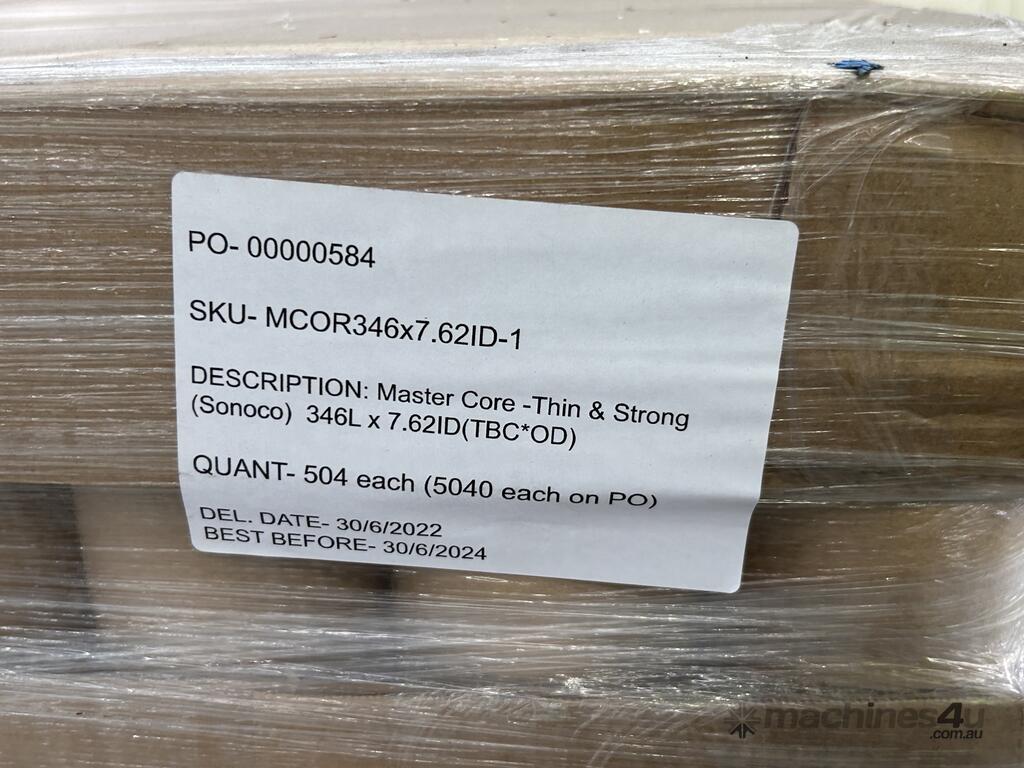 PO- 00000584
SKU- MCOR346x7.62ID-1
DESCRIPTION: Master Core -Thin & Strong
(Sonoco) 346L x 7.62ID(TBC*OD)
QUANT- 504 each (5040 each on PO)
DEL. DATE- 30/6/2022
BEST BEFORE- 30/6/2024
machines4u
.com.au